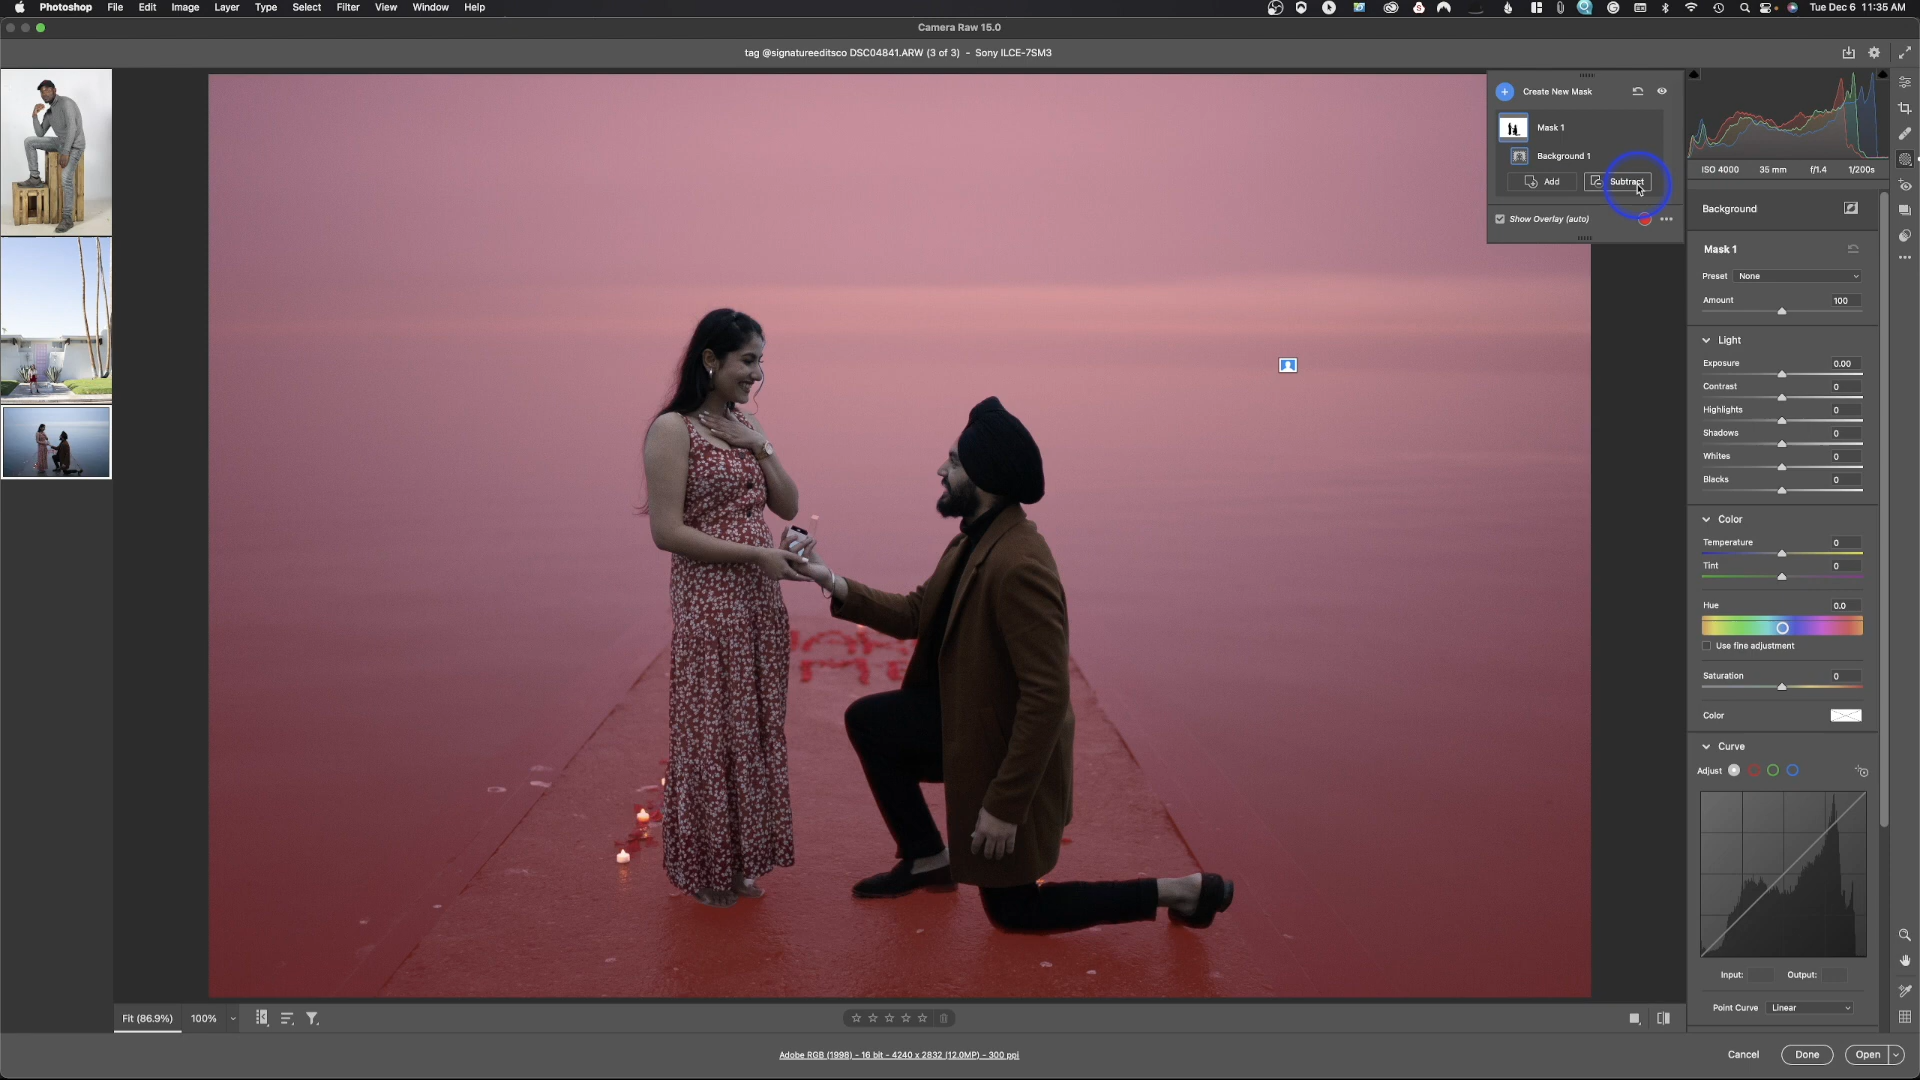 Photoshop File Edit Image Layer Type Select Filter View Window Help
Tue Dec 6 11:35 AM
Camera Raw 15.0
tag @signatureeditsco DSC04841.ARW (3 of 3) - Sony ILCE-7SM3
Create New Mask
Mask 1
Background 1
Add Subtract
Show Overlay (auto)
ISO 4000 35 mm f/1.4 1/200s
Background
Mask 1
Preset None
Amount 100
Light
Exposure 0.00
Contrast 0
Highlights 0
Shadows 0
Whites 0
Blacks 0
Color
Temperature 0
Tint 0
Hue 0.0
Use fine adjustment
Saturation 0
Color
Curve
Adjust
Input: Output:
Point Curve Linear
Fit (86.9%) 100%
Adobe RGB (1998) - 16 bit - 4240 x 2832 (12.0MP) - 300 ppi
Cancel Done Open